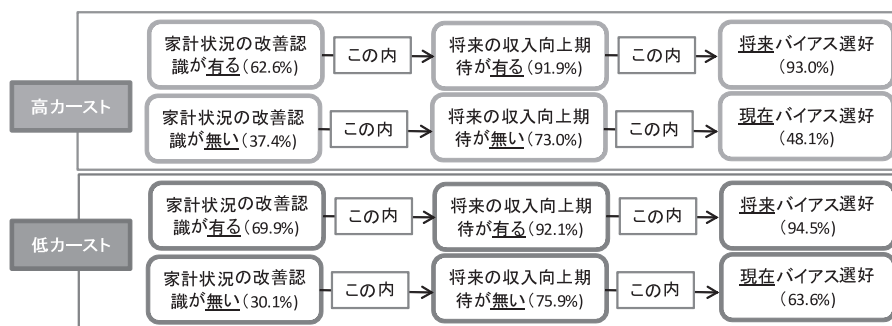 高カースト
家計状況の改善認
識が有る(62.6%)
この内
将来の収入向上期
待が有る(91.9%)
この内
将来バイアス選好
(93.0%)
家計状況の改善認
識が無い(37.4%)
この内
将来の収入向上期
待が無い(73.0%)
この内
現在バイアス選好
(48.1%)
低カースト
家計状況の改善認
識が有る(69.9%)
この内
将来の収入向上期
待が有る(92.1%)
この内
将来バイアス選好
(94.5%)
家計状況の改善認
識が無い(30.1%)
この内
将来の収入向上期
待が無い(75.9%)
この内
現在バイアス選好
(63.6%)